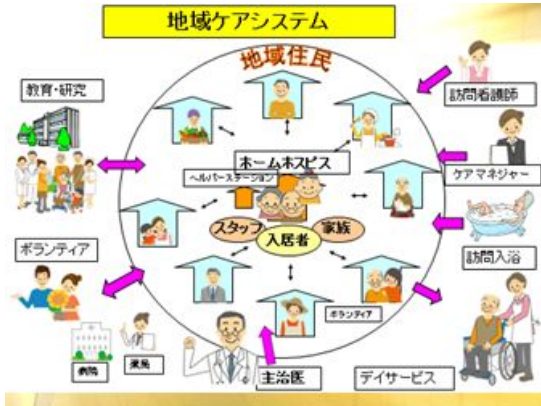 地域ケアシステム
地域住民
教育・研究
訪問看護師
ホームホスピス
ヘルパーステーション
ケアマネジャー
スタッフ
家族
入居者
ボランティア
訪問入浴
ボランティア
病院
薬局
主治医
デイサービス